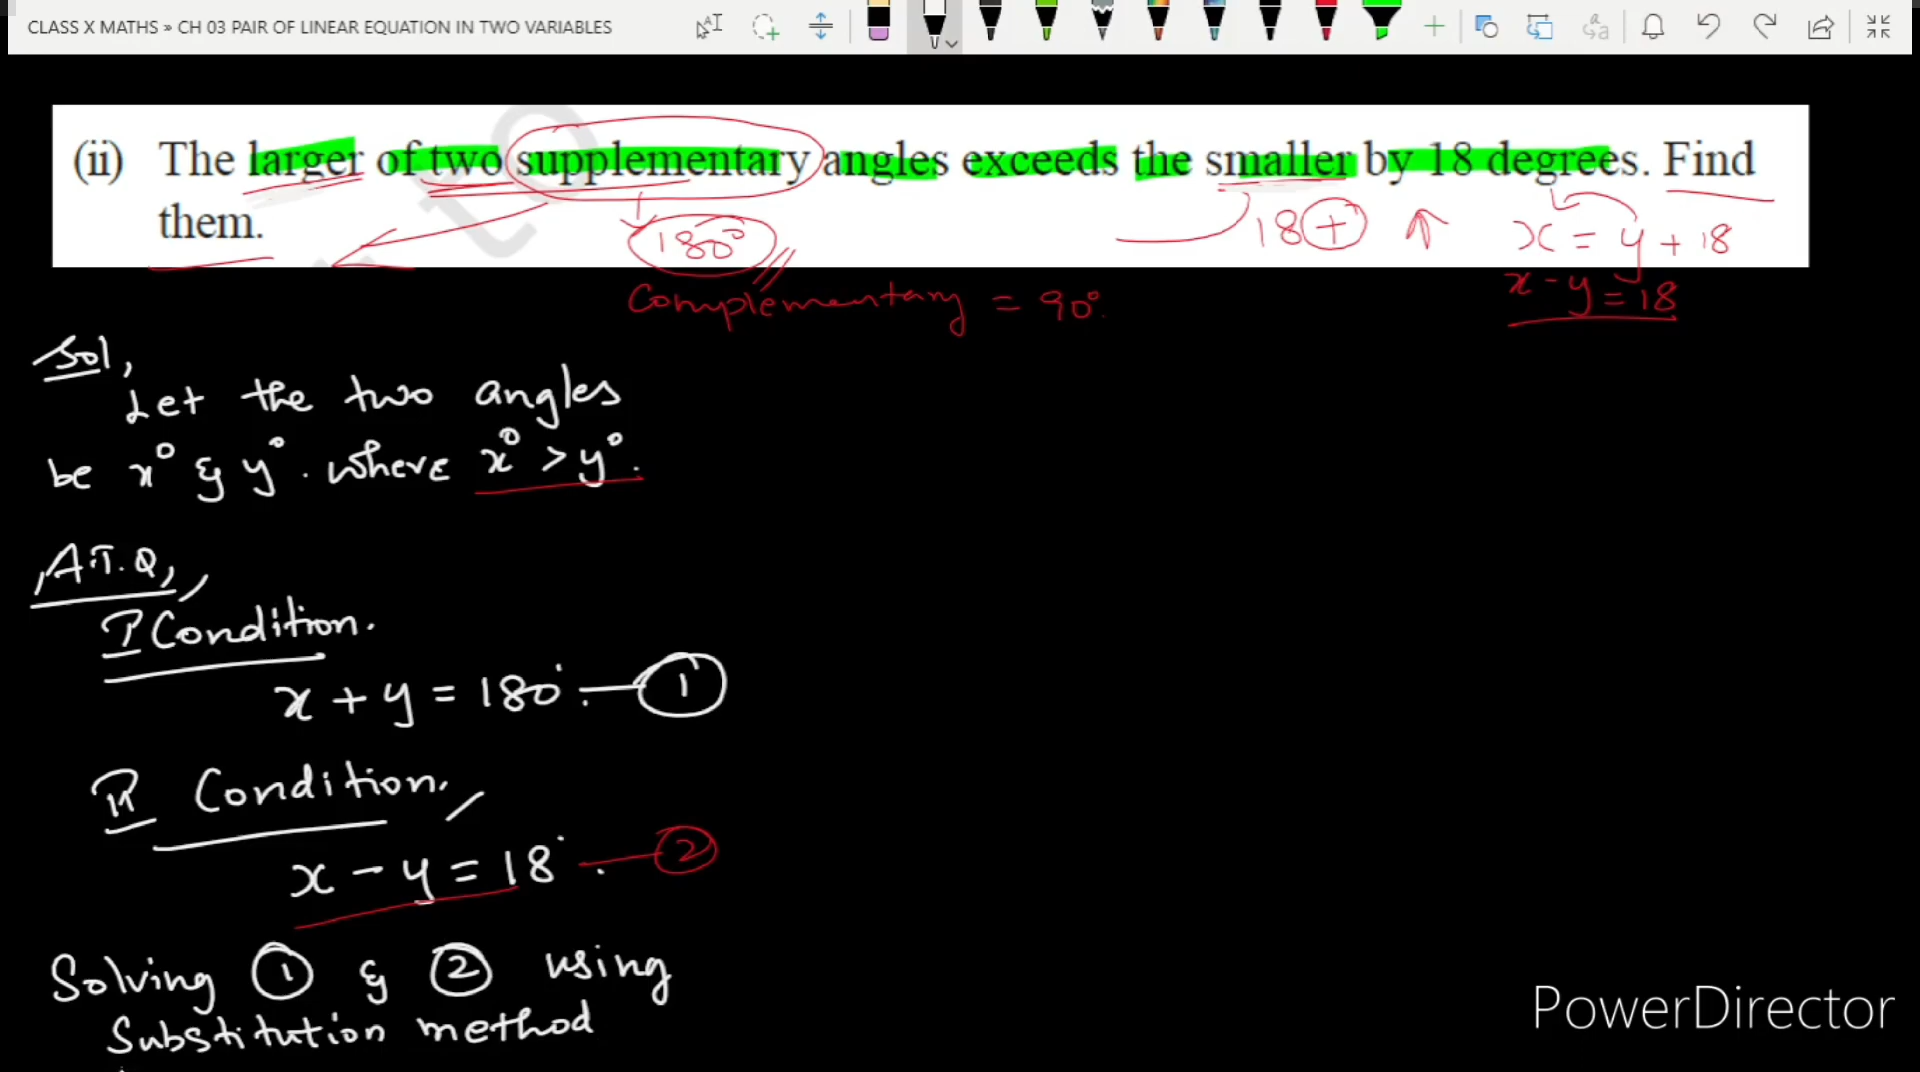 CLASS X MATHS » CH 03 PAIR OF LINEAR EQUATION IN TWO VARIABLES
(ii) The larger of two supplementary angles exceeds the smaller by 18 degrees. Find
them.
180°
18+ ↑
x = y + 18
x - y = 18
Complementary = 90°.
Sol,
Let the two angles
be x° & y°. where x° > y°.
A.T.Q,
I Condition.
x + y = 180°. — ①
II Condition,
x - y = 18°. — ②
Solving ① & ② using
Substitution method
PowerDirector